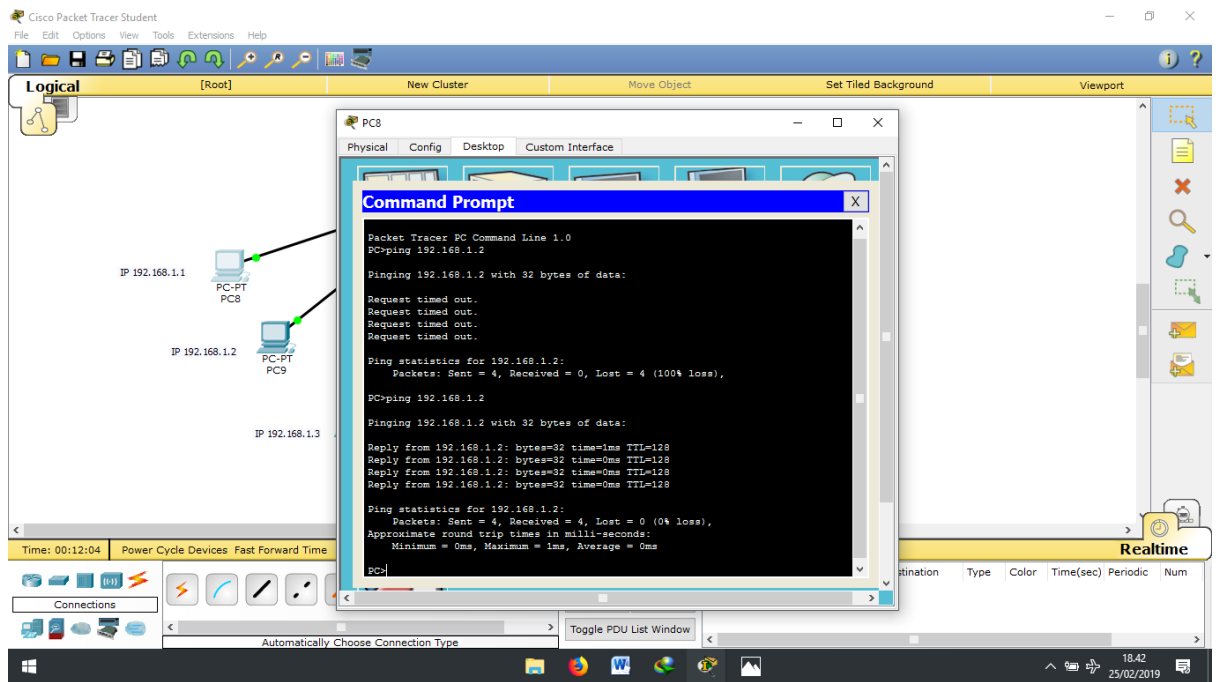 Cisco Packet Tracer Student
File Edit Options View Tools Extensions Help
Logical [Root] New Cluster Move Object Set Tiled Background Viewport
PC8
Physical Config Desktop Custom Interface
Command Prompt X
Packet Tracer PC Command Line 1.0
PC>ping 192.168.1.2
Pinging 192.168.1.2 with 32 bytes of data:
Request timed out.
Request timed out.
Request timed out.
Request timed out.
Ping statistics for 192.168.1.2:
Packets: Sent = 4, Received = 0, Lost = 4 (100% loss),
PC>ping 192.168.1.2
Pinging 192.168.1.2 with 32 bytes of data:
Reply from 192.168.1.2: bytes=32 time=1ms TTL=128
Reply from 192.168.1.2: bytes=32 time=0ms TTL=128
Reply from 192.168.1.2: bytes=32 time=0ms TTL=128
Reply from 192.168.1.2: bytes=32 time=0ms TTL=128
Ping statistics for 192.168.1.2:
Packets: Sent = 4, Received = 4, Lost = 0 (0% loss),
Approximate round trip times in milli-seconds:
Minimum = 0ms, Maximum = 1ms, Average = 0ms
PC>
IP 192.168.1.1
PC-PT
PC8
IP 192.168.1.2
PC-PT
PC9
IP 192.168.1.3
Time: 00:12:04 Power Cycle Devices Fast Forward Time Realtime
Connections
Automatically Choose Connection Type
Toggle PDU List Window
stination Type Color Time(sec) Periodic Num
18.42
25/02/2019